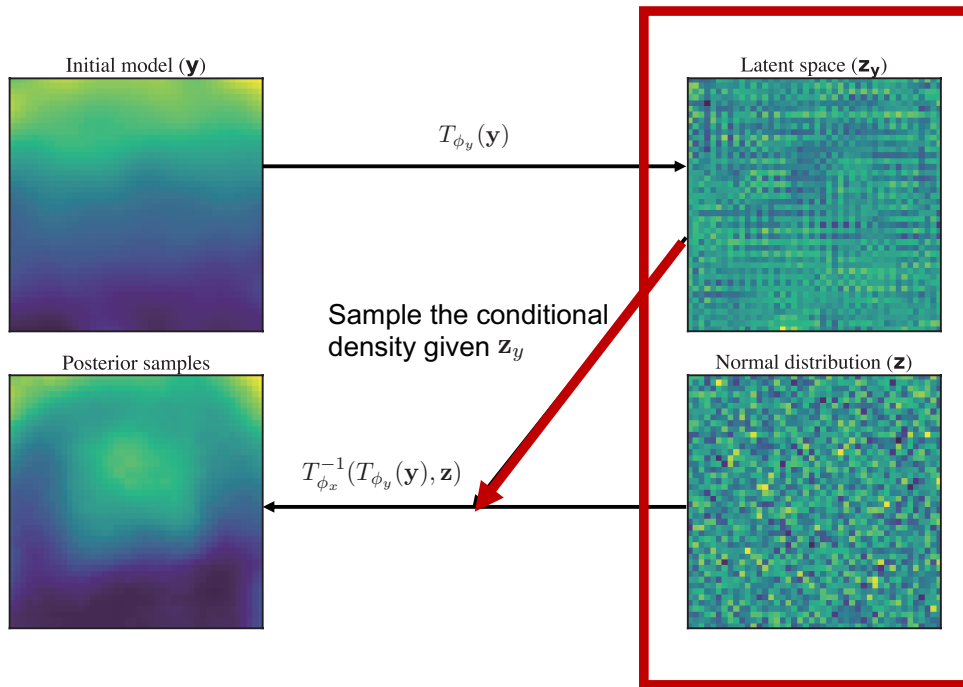 Initial model (y)
Latent space (z_y)
T_{ϕ_y}(y)
Sample the conditional
density given z_y
Posterior samples
Normal distribution (z)
T_{ϕ_x}^{-1}(T_{ϕ_y}(y), z)